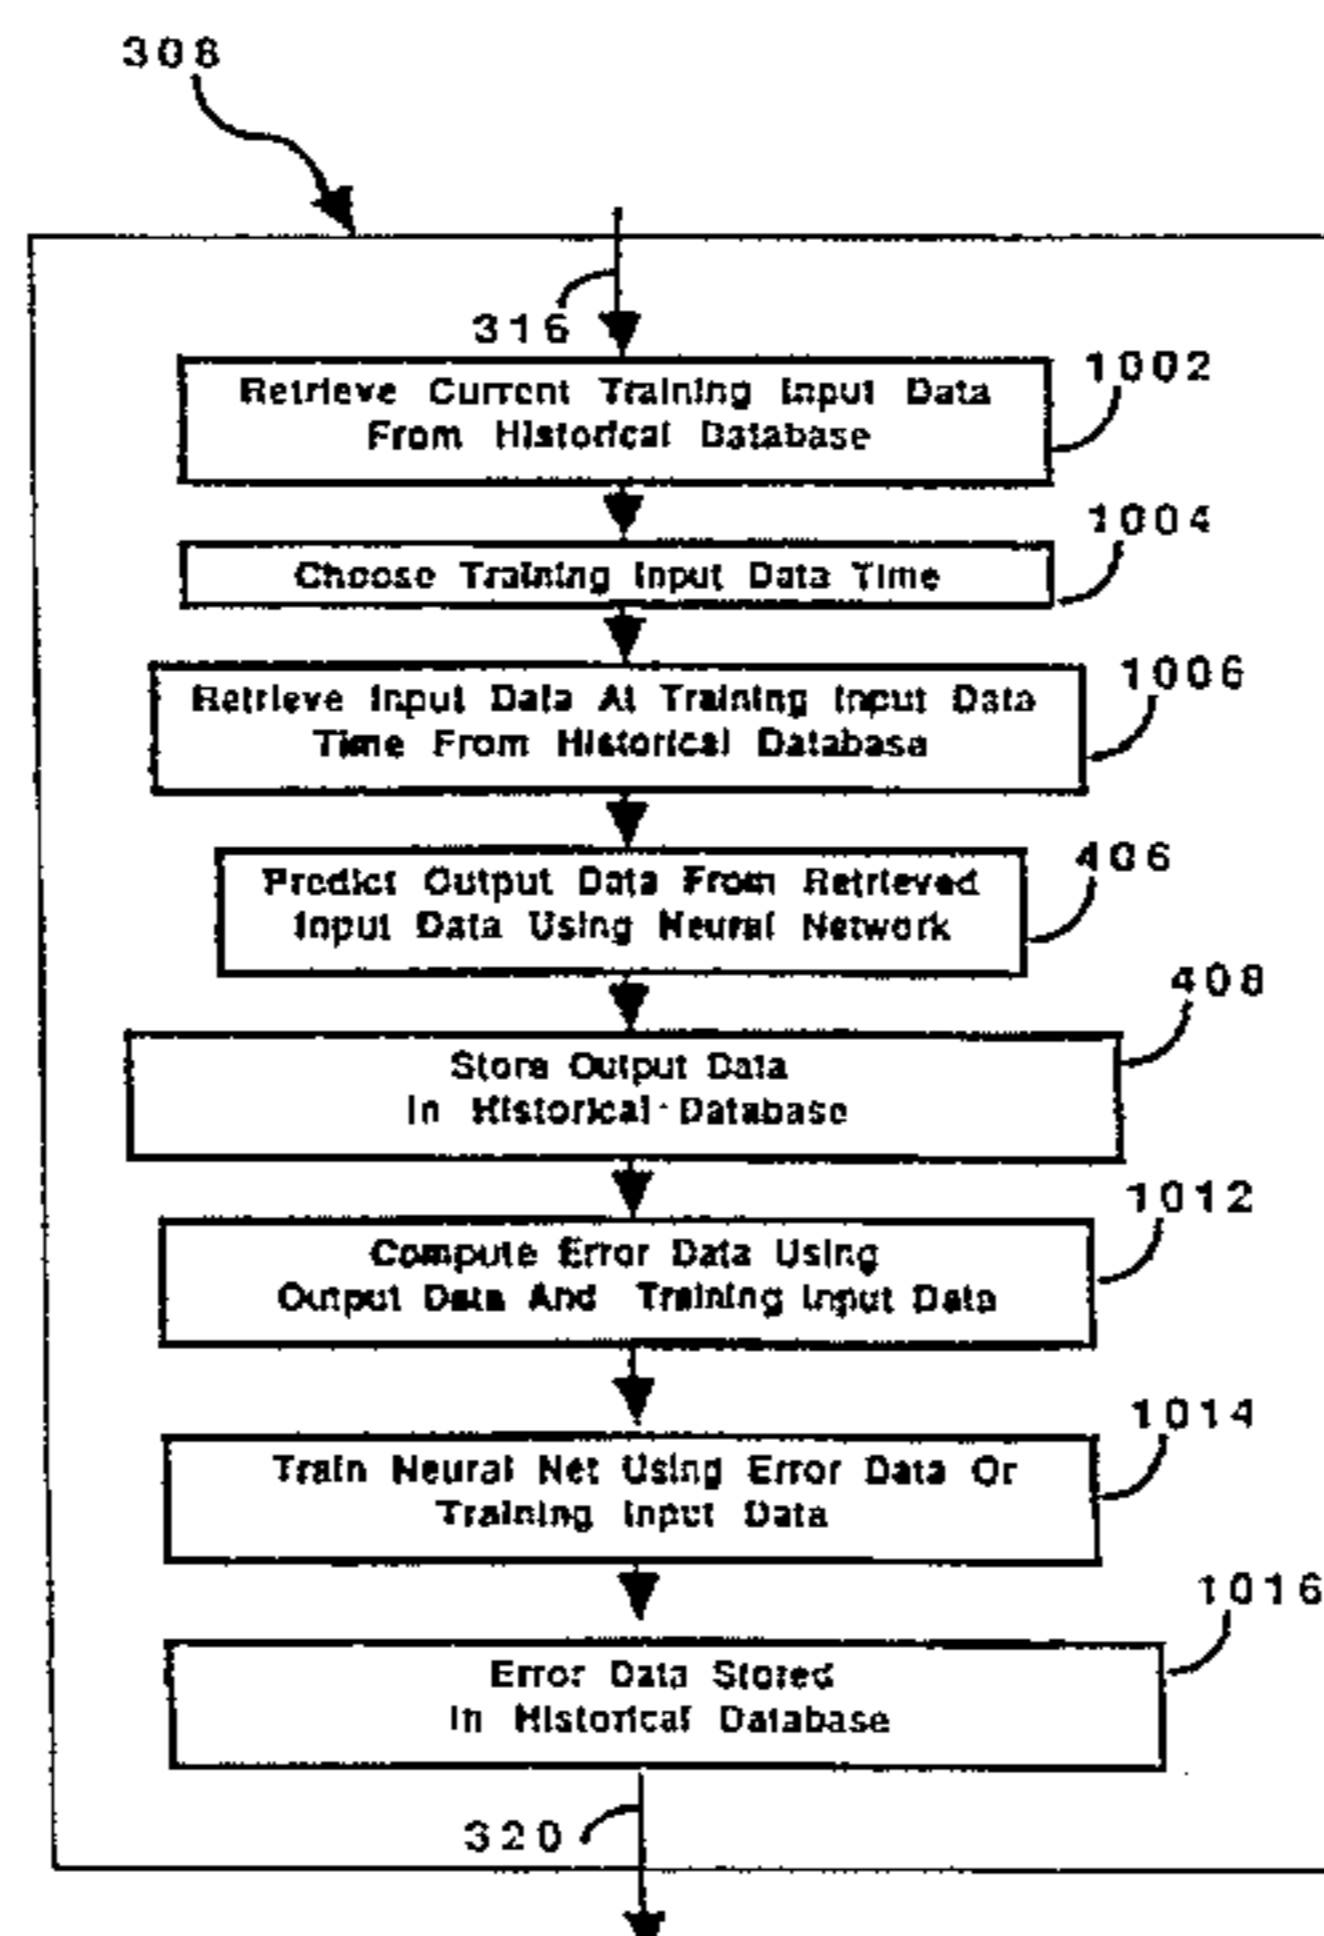 308
316
Retrieve Current Training Input Data
From Historical Database
1002
Choose Training Input Data Time
1004
Retrieve Input Data At Training Input Data
Time From Historical Database
1006
Predict Output Data From Retrieved
Input Data Using Neural Network
406
Store Output Data
In Historical Database
408
Compute Error Data Using
Output Data And Training Input Data
1012
Train Neural Net Using Error Data Or
Training Input Data
1014
Error Data Stored
In Historical Database
1016
320